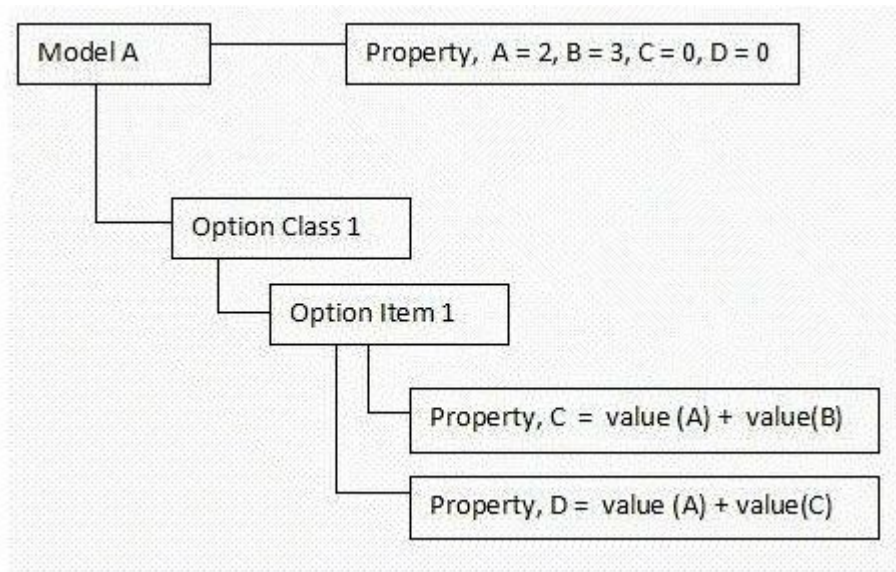 Model A
Property, A = 2, B = 3, C = 0, D = 0
Option Class 1
Option Item 1
Property, C = value (A) + value(B)
Property, D = value (A) + value(C)